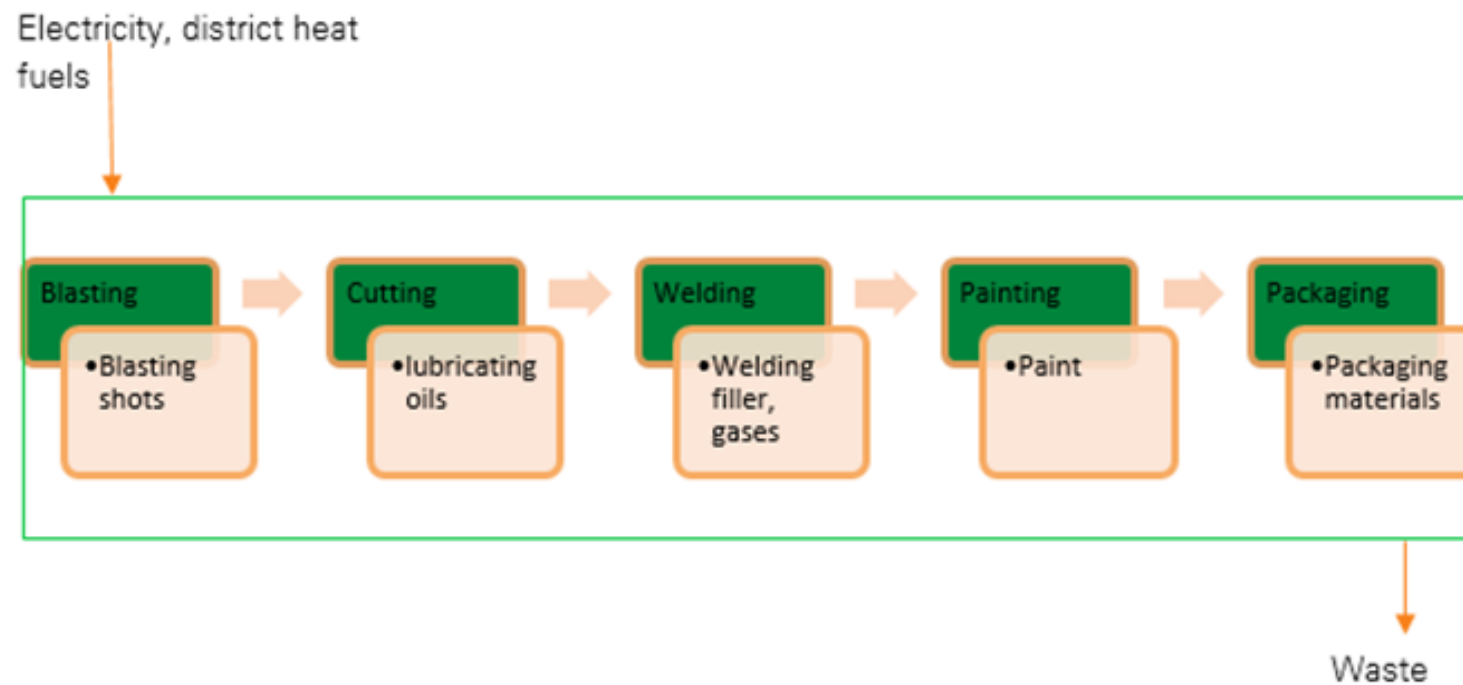 Electricity, district heat
fuels
Blasting
•Blasting
shots
Cutting
•lubricating
oils
Welding
•Welding
filler,
gases
Painting
•Paint
Packaging
•Packaging
materials
Waste